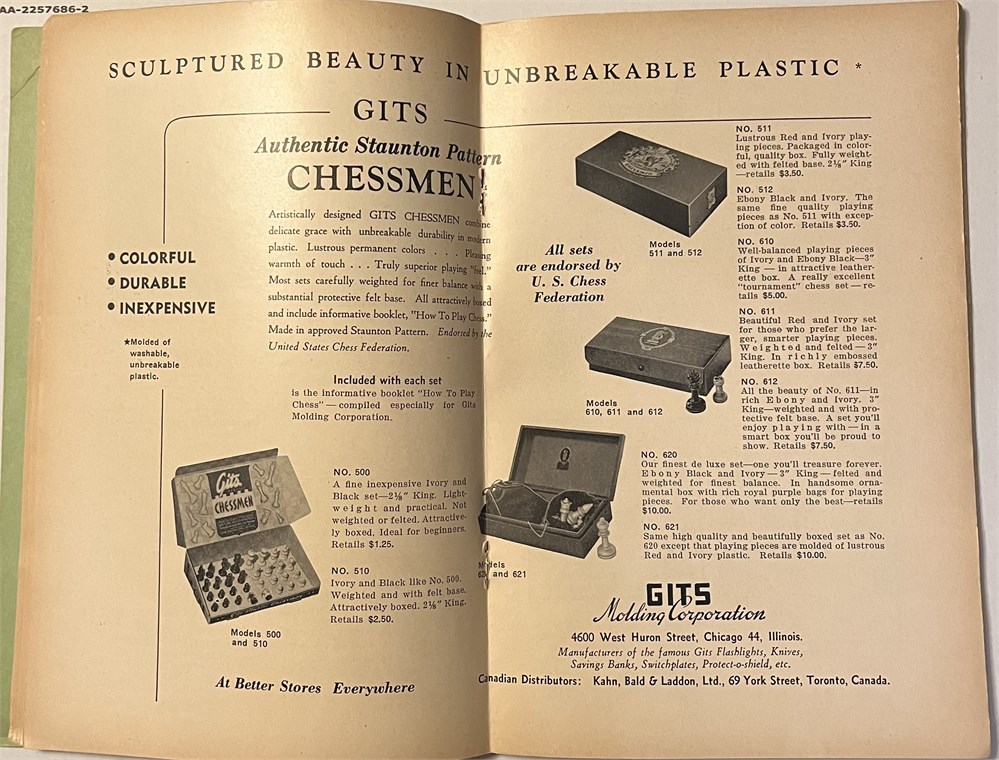 AA-2257686-2
SCULPTURED BEAUTY IN UNBREAKABLE PLASTIC *
GITS
Authentic Staunton Pattern
CHESSMEN
Artistically designed GITS CHESSMEN combine
delicate grace with unbreakable durability in modern
plastic. Lustrous permanent colors . . . Pleasing
warmth of touch . . . Truly superior playing "feel."
Most sets carefully weighted for finer balance with a
substantial protective felt base. All attractively boxed
and include informative booklet, "How To Play Chess."
Made in approved Staunton Pattern. Endorsed by the
United States Chess Federation.
• COLORFUL
• DURABLE
• INEXPENSIVE
★Molded of
washable,
unbreakable
plastic.
Included with each set
is the informative booklet "How To Play
Chess" — compiled especially for Gits
Molding Corporation.
Gits
CHESSMEN
NO. 500
A fine inexpensive Ivory and
Black set—2⅛" King. Light-
weight and practical. Not
weighted or felted. Attractive-
ly boxed. Ideal for beginners.
Retails $1.25.
NO. 510
Ivory and Black like No. 500.
Weighted and with felt base.
Attractively boxed. 2⅛" King.
Retails $2.50.
Models 500
and 510
At Better Stores Everywhere
Models
511 and 512
All sets
are endorsed by
U. S. Chess
Federation
Models
610, 611 and 612
Models
and 621
NO. 511
Lustrous Red and Ivory play-
ing pieces. Packaged in color-
ful, quality box. Fully weight-
ed with felted base. 2⅛" King
—retails $3.50.
NO. 512
Ebony Black and Ivory. The
same fine quality playing
pieces as No. 511 with excep-
tion of color. Retails $3.50.
NO. 610
Well-balanced playing pieces
of Ivory and Ebony Black—3"
King — in attractive leather-
ette box. A really excellent
"tournament" chess set — re-
tails $5.00.
NO. 611
Beautiful Red and Ivory set
for those who prefer the lar-
ger, smarter playing pieces.
Weighted and felted — 3"
King. In richly embossed
leatherette box. Retails $7.50.
NO. 612
All the beauty of No. 611—in
rich Ebony and Ivory. 3"
King—weighted and with pro-
tective felt base. A set you'll
enjoy playing with — in a
smart box you'll be proud to
show. Retails $7.50.
NO. 620
Our finest de luxe set—one you'll treasure forever.
Ebony Black and Ivory — 3" King — felted and
weighted for finest balance. In handsome orna-
mental box with rich royal purple bags for playing
pieces. For those who want only the best—retails
$10.00.
NO. 621
Same high quality and beautifully boxed set as No.
620 except that playing pieces are molded of lustrous
Red and Ivory plastic. Retails $10.00.
GITS
Molding Corporation
4600 West Huron Street, Chicago 44, Illinois.
Manufacturers of the famous Gits Flashlights, Knives,
Savings Banks, Switchplates, Protect-o-shield, etc.
Canadian Distributors: Kahn, Bald & Laddon, Ltd., 69 York Street, Toronto, Canada.